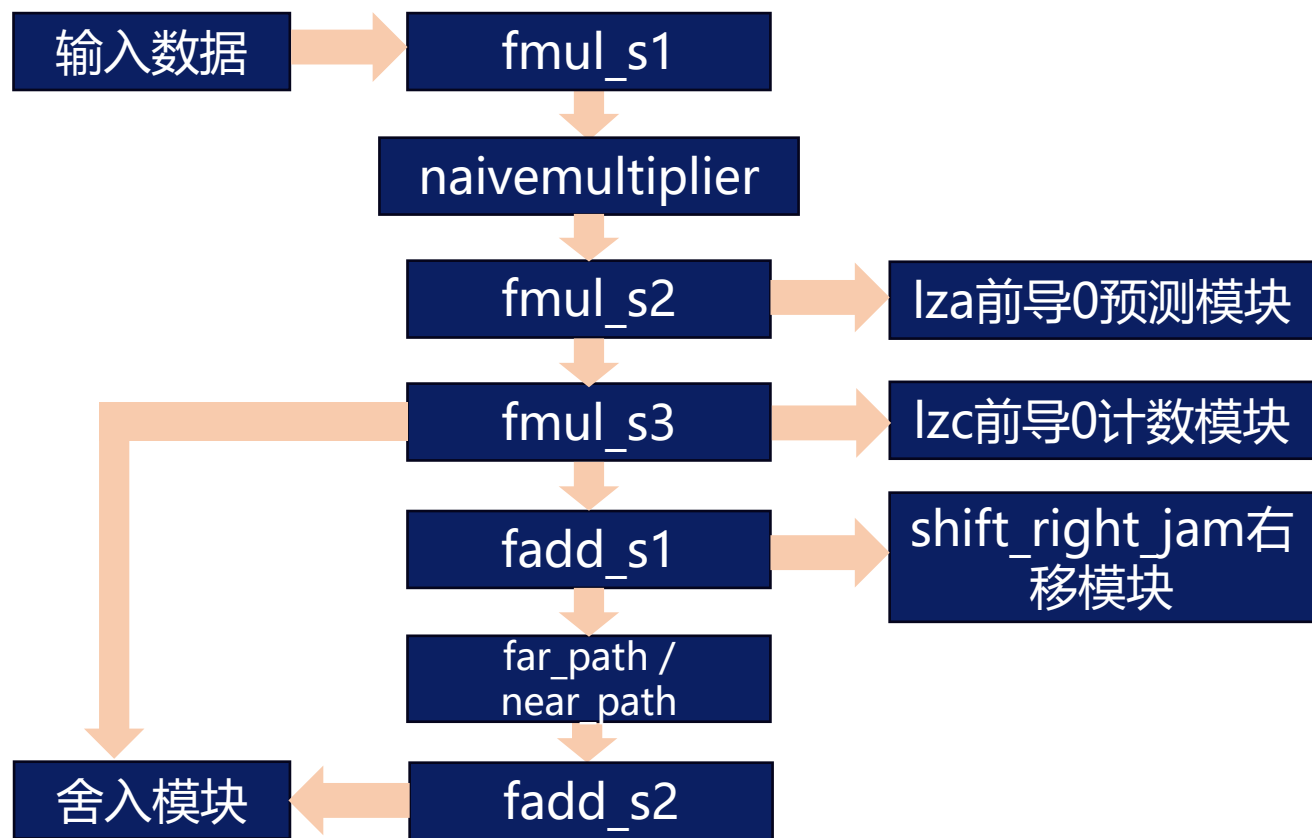 输入数据
fmul_s1
naivemultiplier
fmul_s2
lza前导0预测模块
fmul_s3
lzc前导0计数模块
fadd_s1
shift_right_jam右
移模块
far_path /
near_path
舍入模块
fadd_s2